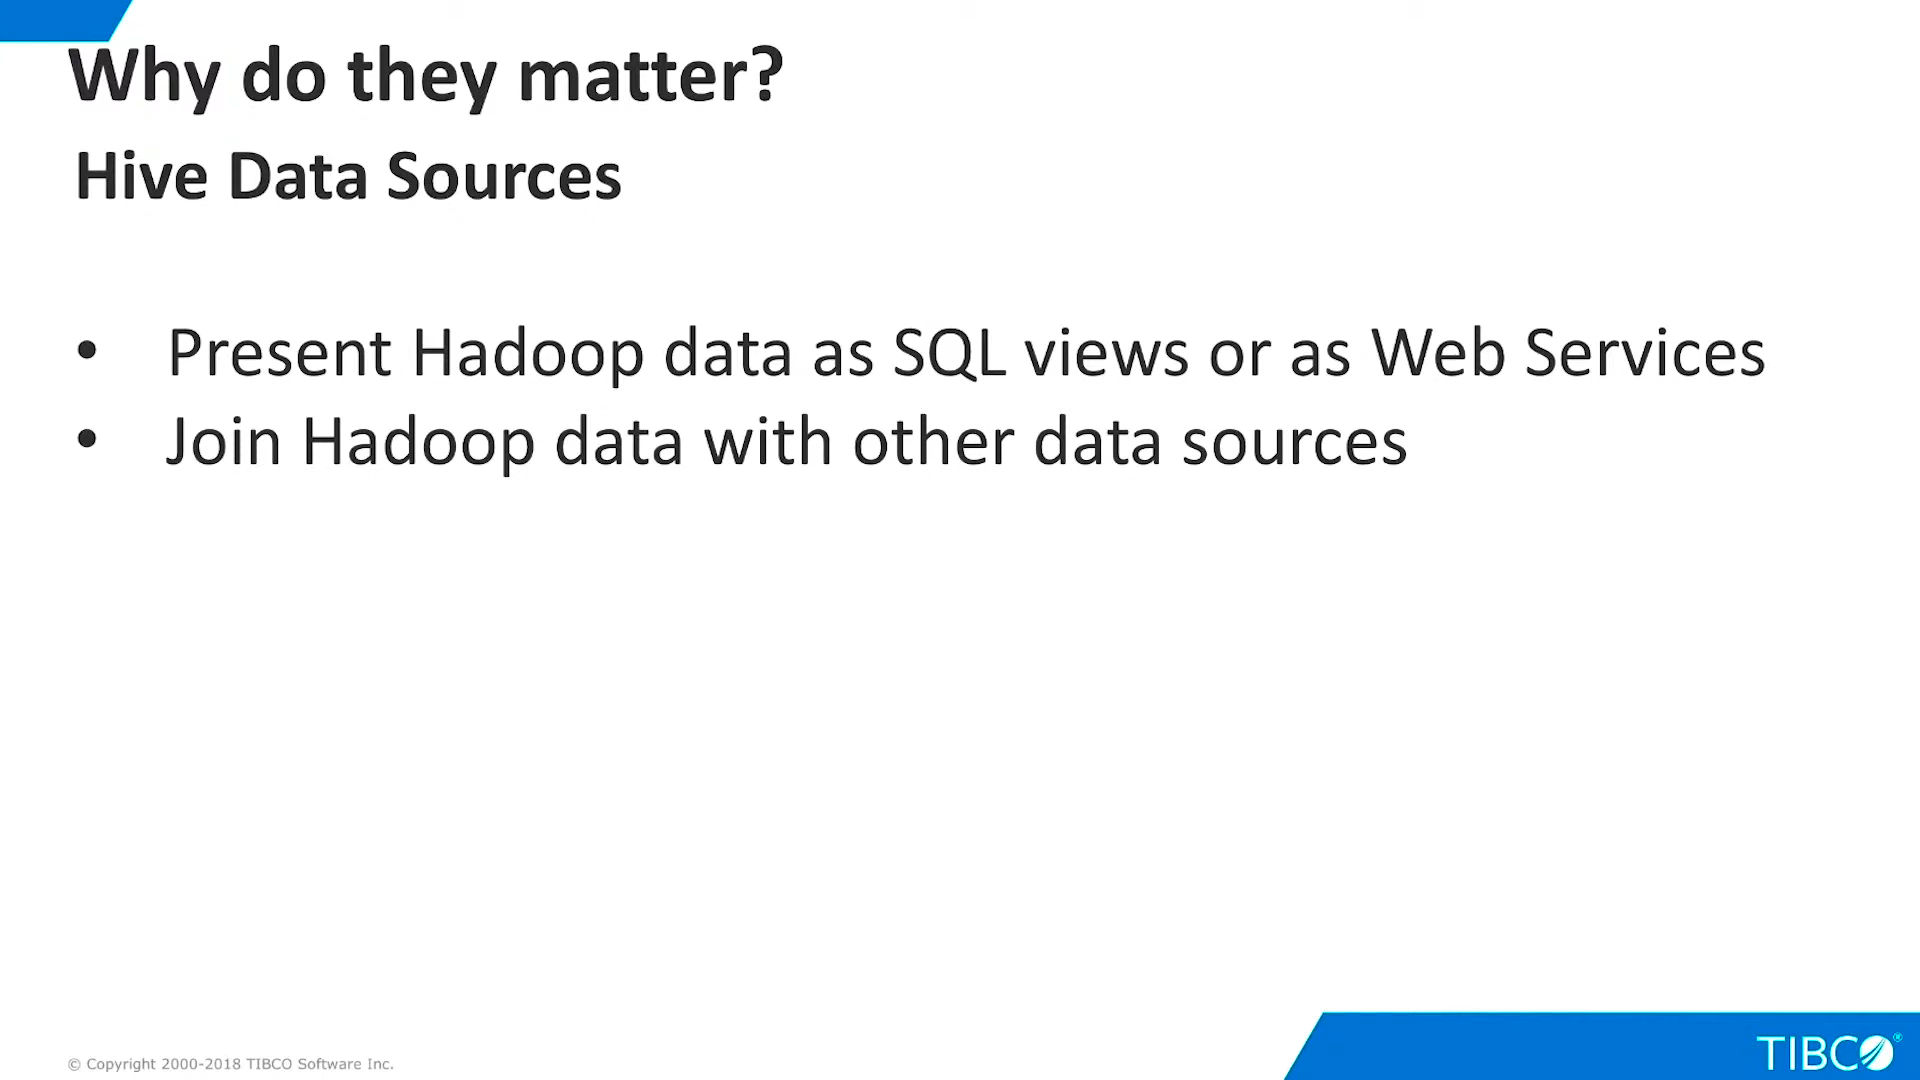 Why do they matter?
Hive Data Sources
• Present Hadoop data as SQL views or as Web Services
• Join Hadoop data with other data sources
© Copyright 2000-2018 TIBCO Software Inc.
TIBCO®